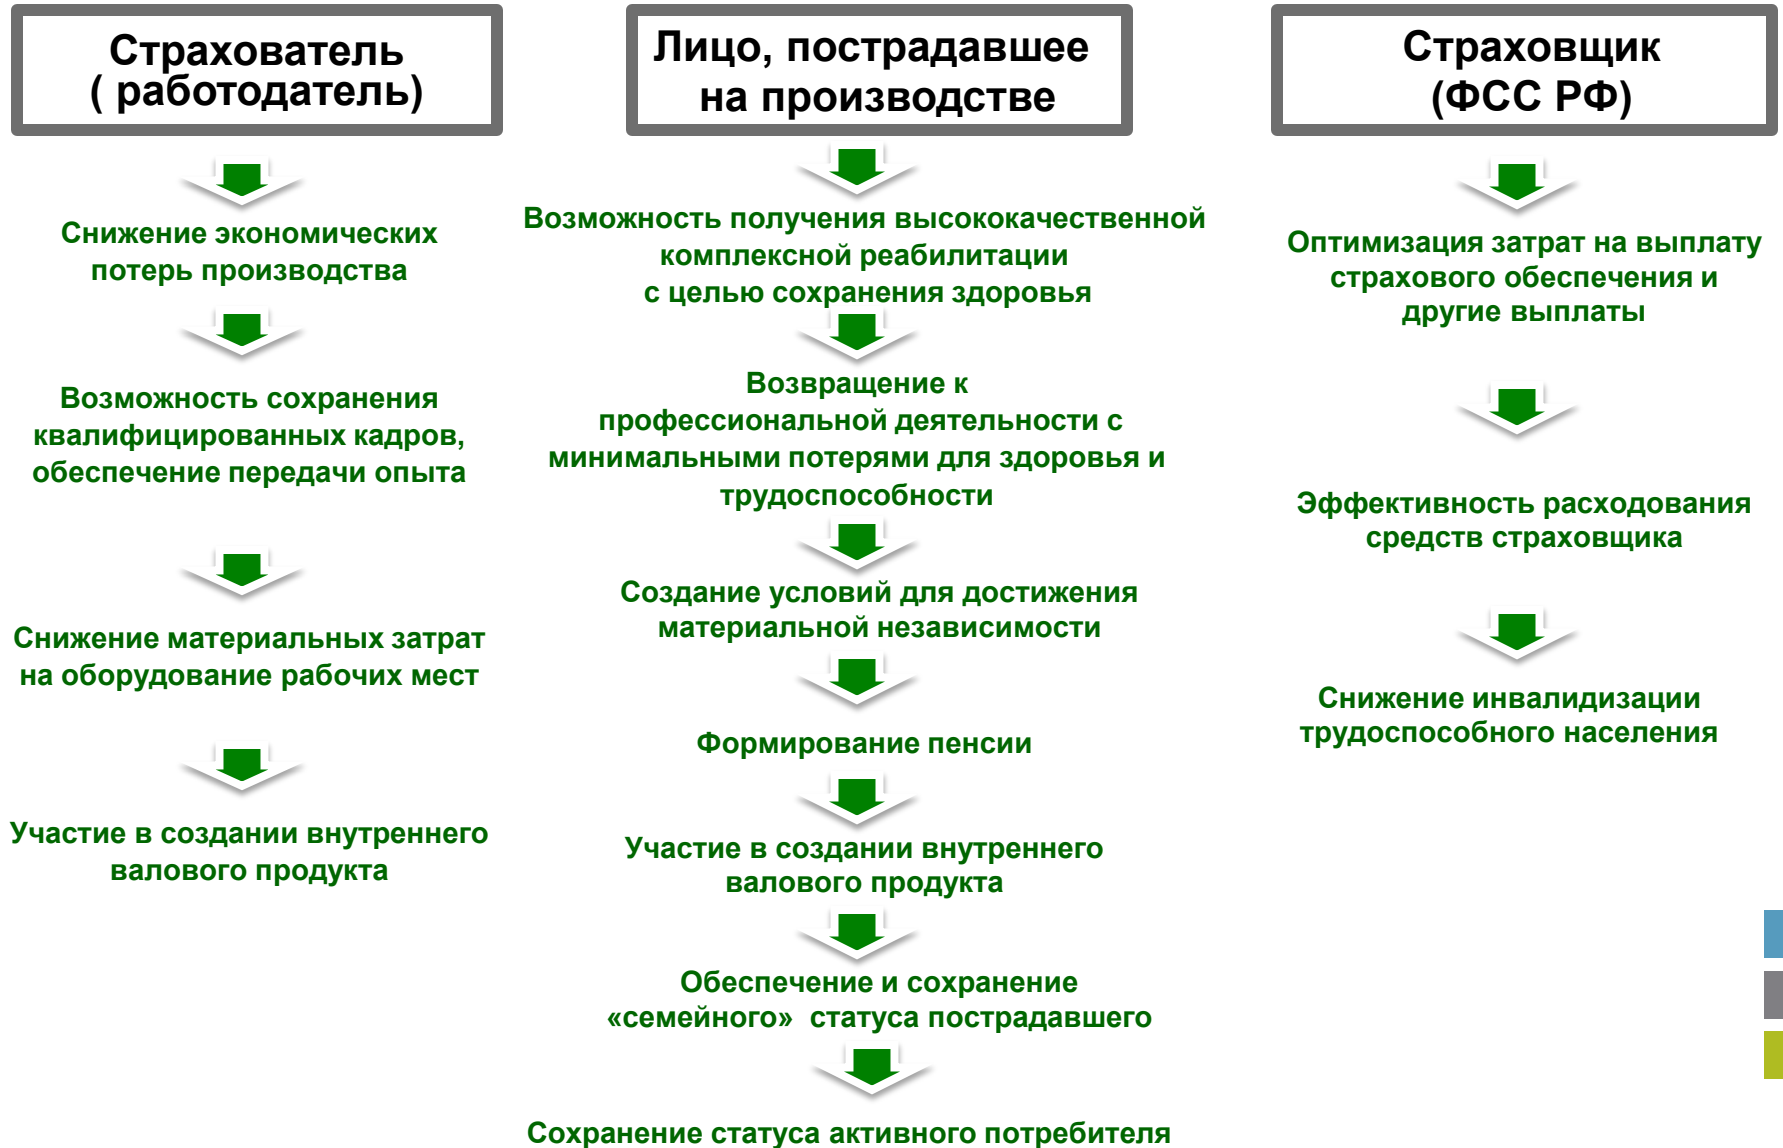 Страхователь
( работодатель)
Снижение экономических
потерь производства
Возможность сохранения
квалифицированных кадров,
обеспечение передачи опыта
Снижение материальных затрат
на оборудование рабочих мест
Участие в создании внутреннего
валового продукта
Лицо, пострадавшее
на производстве
Возможность получения высококачественной
комплексной реабилитации
с целью сохранения здоровья
Возвращение к
профессиональной деятельности с
минимальными потерями для здоровья и
трудоспособности
Создание условий для достижения
материальной независимости
Формирование пенсии
Участие в создании внутреннего
валового продукта
Обеспечение и сохранение
«семейного» статуса пострадавшего
Сохранение статуса активного потребителя
Страховщик
(ФСС РФ)
Оптимизация затрат на выплату
страхового обеспечения и
другие выплаты
Эффективность расходования
средств страховщика
Снижение инвалидизации
трудоспособного населения